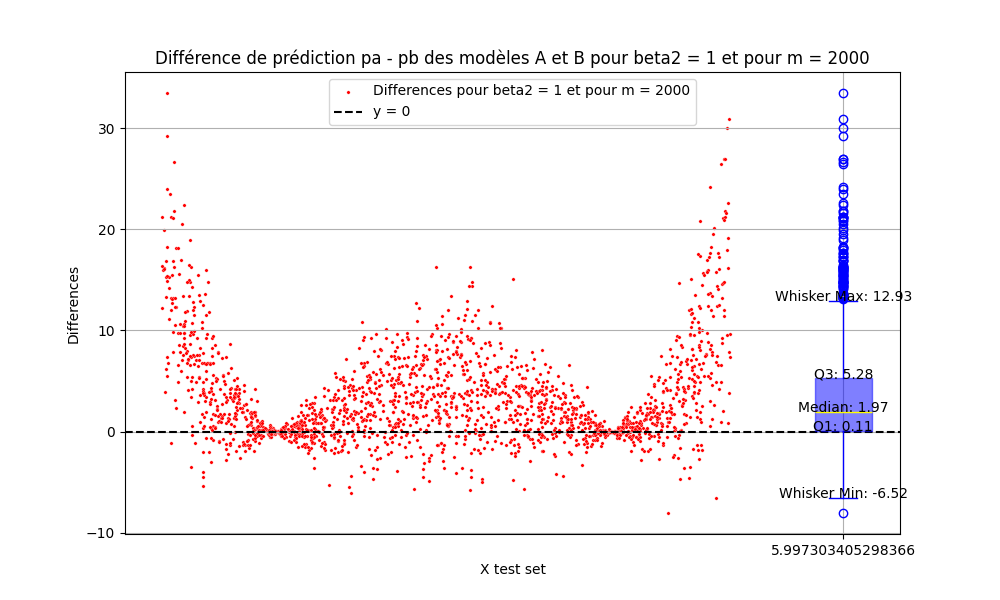 Différence de prédiction pa - pb des modèles A et B pour beta2 = 1 et pour m = 2000
Differences pour beta2 = 1 et pour m = 2000
y = 0
Differences
30
20
10
0
−10
Whisker Max: 12.93
Q3: 5.28
Median: 1.97
Q1: 0.11
Whisker Min: -6.52
5.997303405298366
X test set